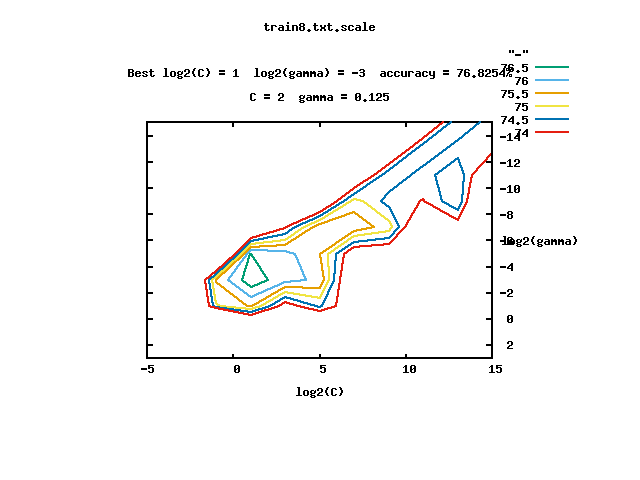 train8.txt.scale
"-"
Best log2(C) = 1  log2(gamma) = -3  accuracy = 76.8254%
76.5
76
C = 2  gamma = 0.125
75.5
75
74.5
74
-14
-12
-10
-8
-6
log2(gamma)
-4
-2
0
2
-5 0 5 10 15
log2(C)